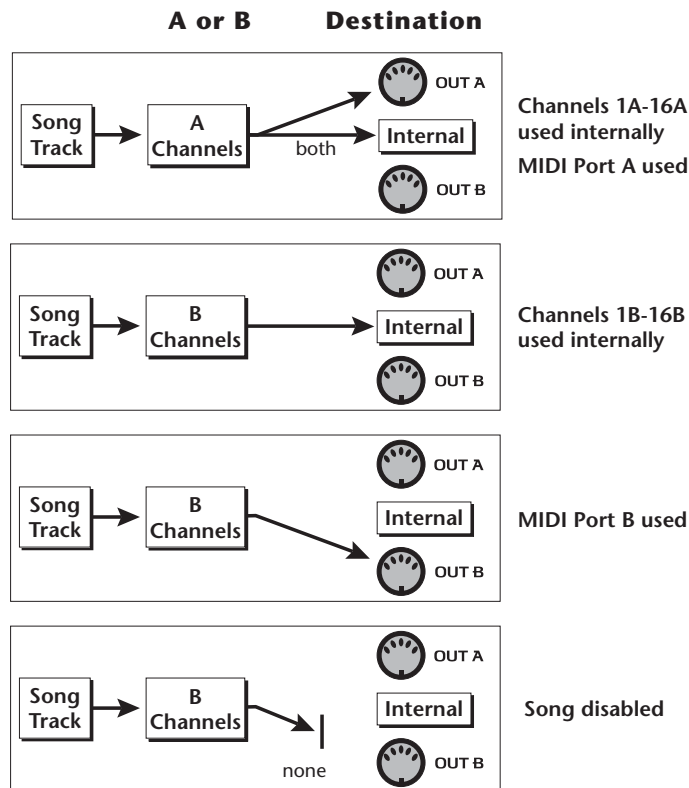 A or B Destination
OUT A
Song
Track
A
Channels
both
Internal
OUT B
Channels 1A-16A
used internally
MIDI Port A used
OUT A
Song
Track
B
Channels
Internal
OUT B
Channels 1B-16B
used internally
OUT A
Song
Track
B
Channels
Internal
OUT B
MIDI Port B used
OUT A
Song
Track
B
Channels
none
Internal
OUT B
Song disabled